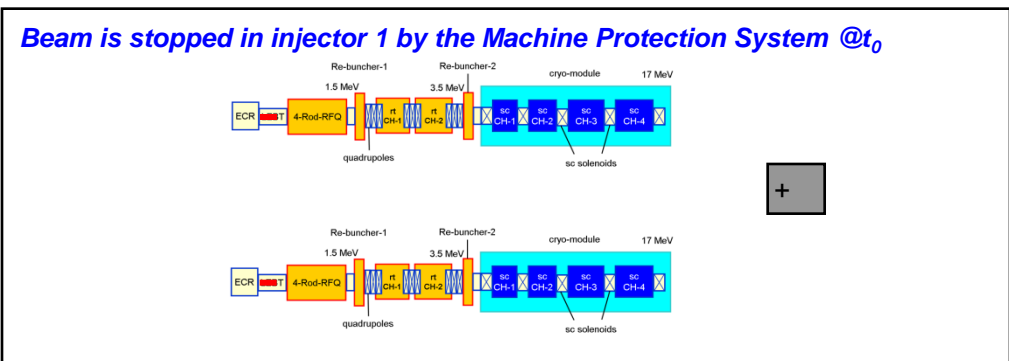 Beam is stopped in injector 1 by the Machine Protection System @t0
Re-buncher-1 Re-buncher-2
1.5 MeV 3.5 MeV cryo-module 17 MeV
ECR T 4-Rod-RFQ rt CH-1 rt CH-2 sc CH-1 sc CH-2 sc CH-3 sc CH-4
quadrupoles sc solenoids
+
Re-buncher-1 Re-buncher-2
1.5 MeV 3.5 MeV cryo-module 17 MeV
ECR T 4-Rod-RFQ rt CH-1 rt CH-2 sc CH-1 sc CH-2 sc CH-3 sc CH-4
quadrupoles sc solenoids